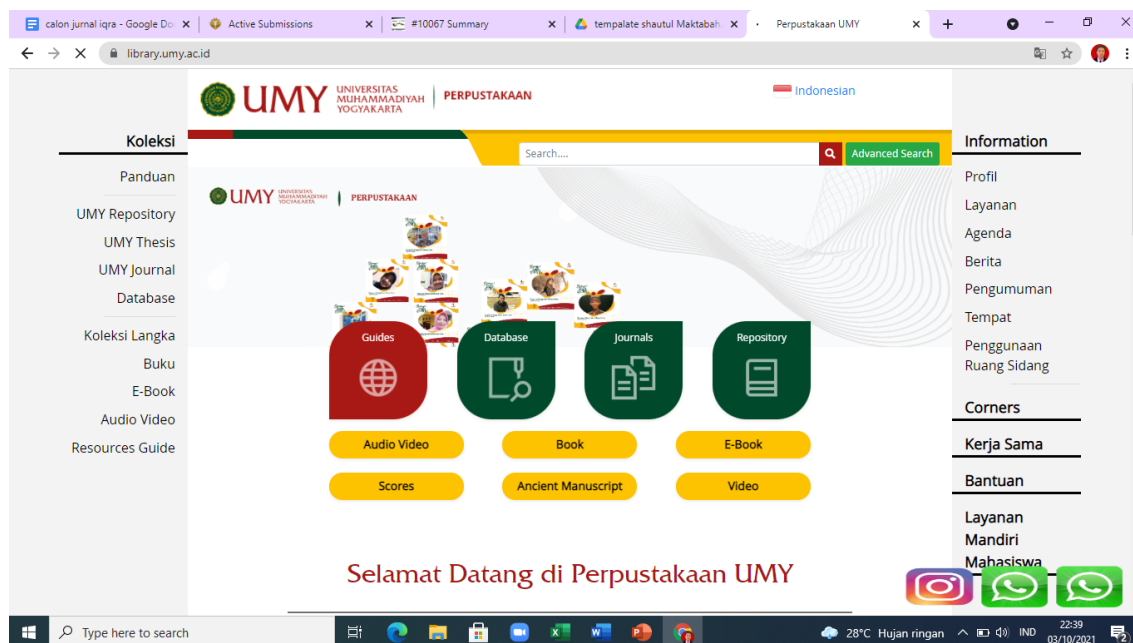 calon jurnal iqra - Google Do
Active Submissions
#10067 Summary
tempalate shautul Maktabah.
Perpustakaan UMY
library.umy.ac.id
UMY
UNIVERSITAS
MUHAMMADIYAH
YOGYAKARTA
PERPUSTAKAAN
Indonesian
Search....
Advanced Search
Koleksi
Panduan
UMY Repository
UMY Thesis
UMY Journal
Database
Koleksi Langka
Buku
E-Book
Audio Video
Resources Guide
UMY
UNIVERSITAS
MUHAMMADIYAH
YOGYAKARTA
PERPUSTAKAAN
Guides
Database
Journals
Repository
Audio Video
Book
E-Book
Scores
Ancient Manuscript
Video
Selamat Datang di Perpustakaan UMY
Information
Profil
Layanan
Agenda
Berita
Pengumuman
Tempat
Penggunaan
Ruang Sidang
Corners
Kerja Sama
Bantuan
Layanan
Mandiri
Mahasiswa
Type here to search
28°C Hujan ringan
IND
22:39
03/10/2021
2